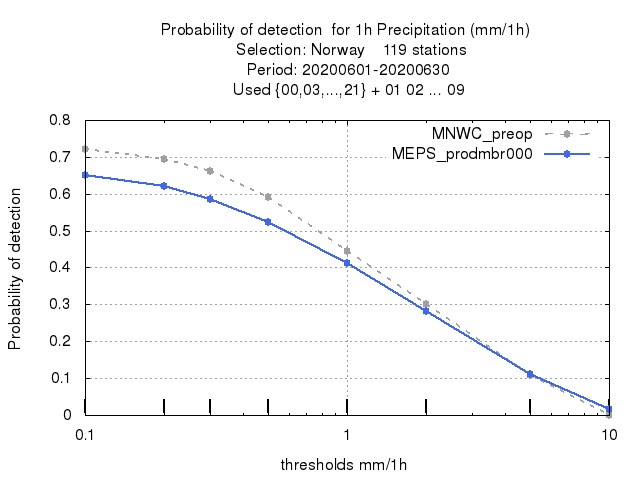 Probability of detection  for 1h Precipitation (mm/1h)
Selection: Norway    119 stations
Period: 20200601-20200630
Used {00,03,...,21} + 01 02 ... 09
MNWC_preop
MEPS_prodmbr000
Probability of detection
0.8
0.7
0.6
0.5
0.4
0.3
0.2
0.1
0
0.1
1
10
thresholds mm/1h